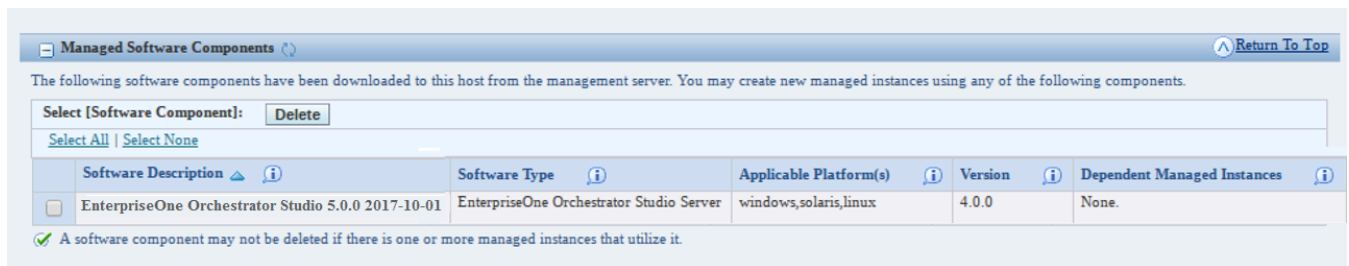 Managed Software Components
Return To Top
The following software components have been downloaded to this host from the management server. You may create new managed instances using any of the following components.
Select [Software Component]: Delete
Select All | Select None
Software Description Software Type Applicable Platform(s) Version Dependent Managed Instances
EnterpriseOne Orchestrator Studio 5.0.0 2017-10-01 EnterpriseOne Orchestrator Studio Server windows,solaris,linux 4.0.0 None.
A software component may not be deleted if there is one or more managed instances that utilize it.